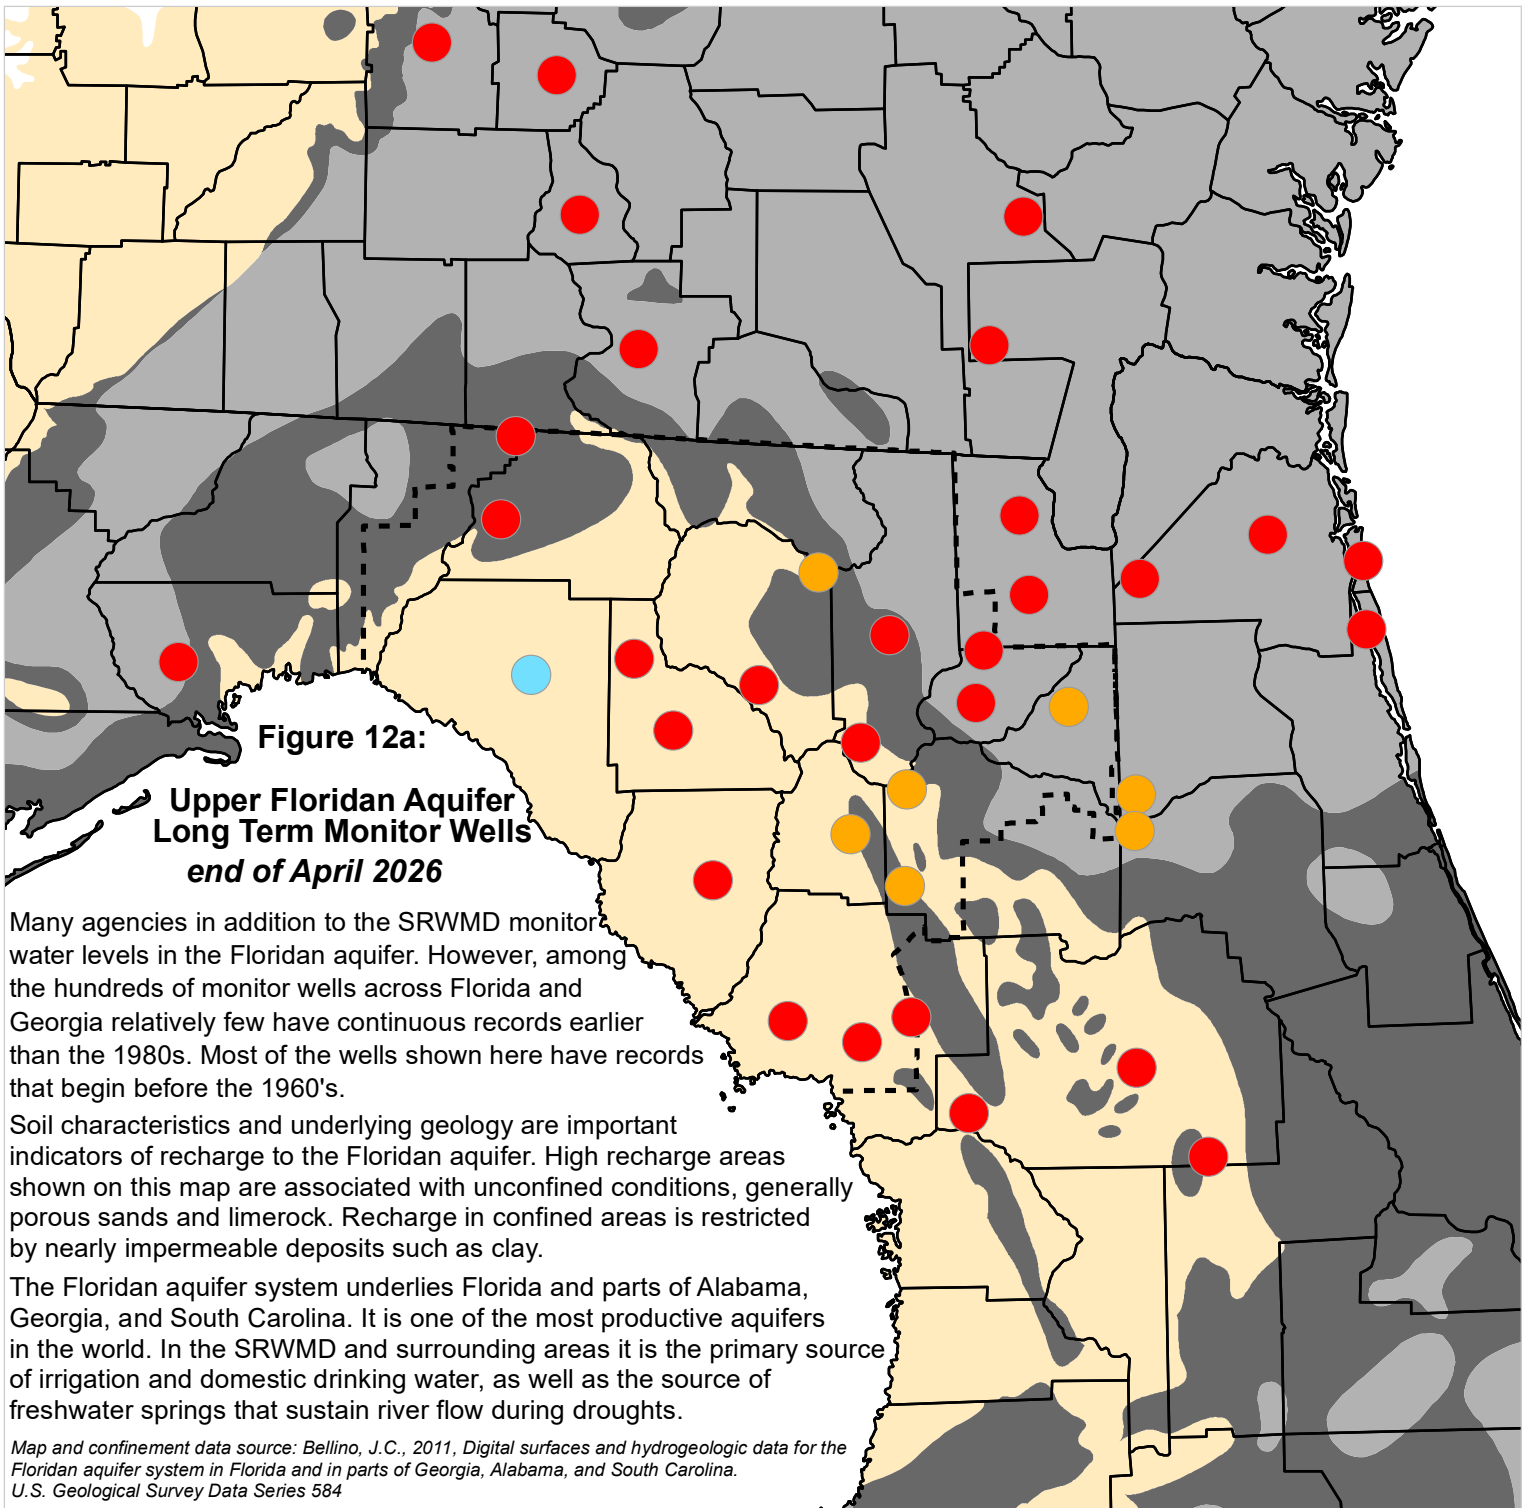 Figure 12a:
Upper Floridan Aquifer
Long Term Monitor Wells
end of April 2026
Many agencies in addition to the SRWMD monitor
water levels in the Floridan aquifer. However, among
the hundreds of monitor wells across Florida and
Georgia relatively few have continuous records earlier
than the 1980s. Most of the wells shown here have records
that begin before the 1960's.
Soil characteristics and underlying geology are important
indicators of recharge to the Floridan aquifer. High recharge areas
shown on this map are associated with unconfined conditions, generally
porous sands and limerock. Recharge in confined areas is restricted
by nearly impermeable deposits such as clay.
The Floridan aquifer system underlies Florida and parts of Alabama,
Georgia, and South Carolina. It is one of the most productive aquifers
in the world. In the SRWMD and surrounding areas it is the primary source
of irrigation and domestic drinking water, as well as the source of
freshwater springs that sustain river flow during droughts.
Map and confinement data source: Bellino, J.C., 2011, Digital surfaces and hydrogeologic data for the
Floridan aquifer system in Florida and in parts of Georgia, Alabama, and South Carolina.
U.S. Geological Survey Data Series 584